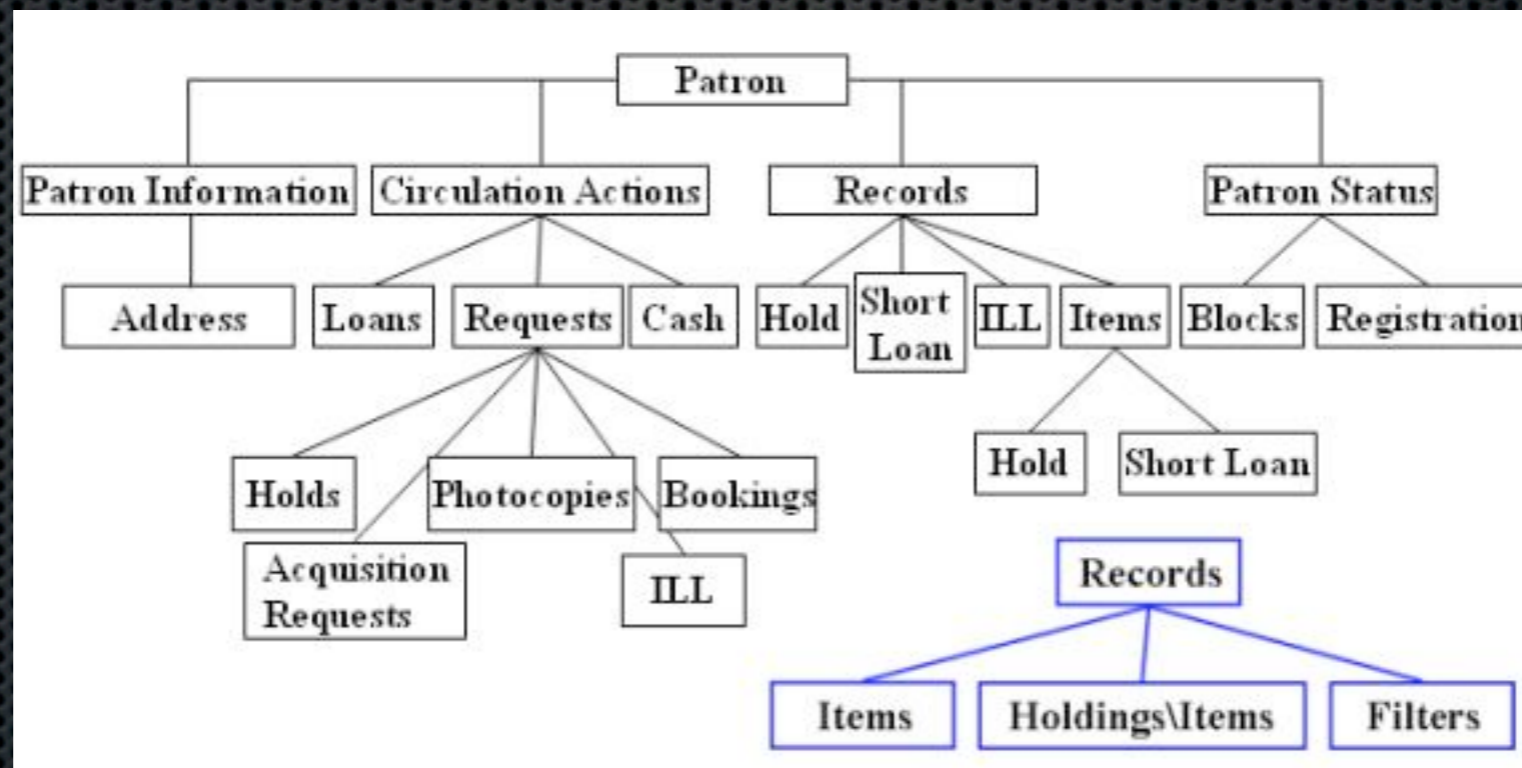 Patron
Patron Information
Circulation Actions
Records
Patron Status
Address
Loans
Requests
Cash
Hold
Short
Loan
ILL
Items
Blocks
Registration
Holds
Photocopies
Bookings
Hold
Short Loan
Acquisition
Requests
ILL
Records
Items
Holdings\Items
Filters